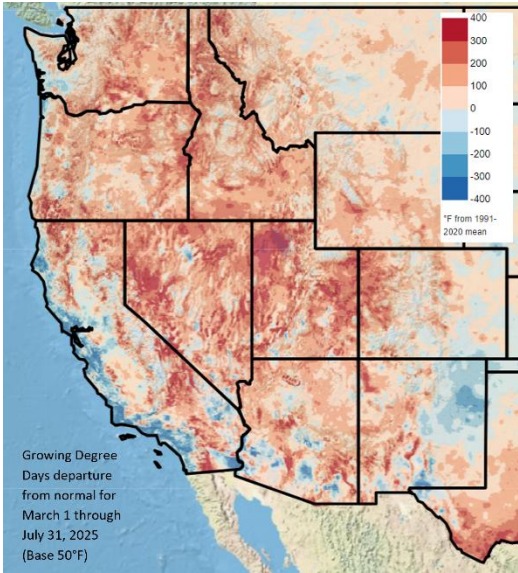 400
300
200
100
0
-100
-200
-300
-400
°F from 1991-
2020 mean
Growing Degree
Days departure
from normal for
March 1 through
July 31, 2025
(Base 50°F)